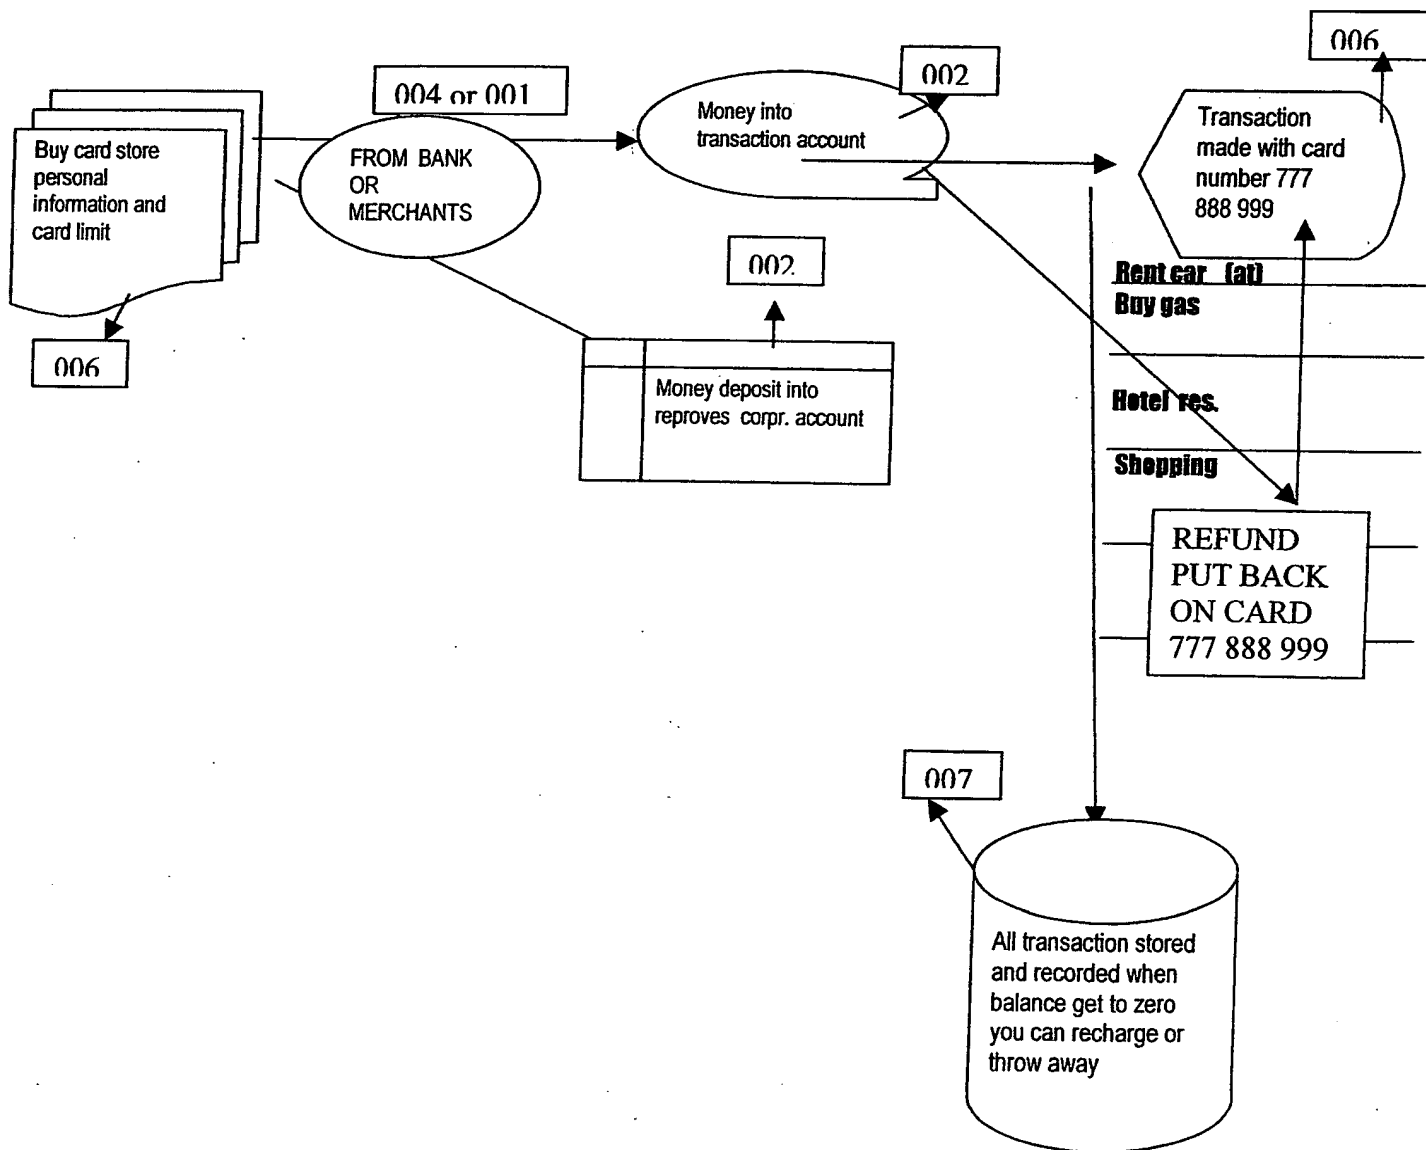 006
002
004 or 001
Buy card store
personal
information and
card limit
FROM BANK
OR
MERCHANTS
Money into
transaction account
Transaction
made with card
number 777
888 999
002
006
Money deposit into
reproves corpr. account
Rent car (at)
Buy gas
Hotel res.
Shopping
REFUND
PUT BACK
ON CARD
777 888 999
007
All transaction stored
and recorded when
balance get to zero
you can recharge or
throw away